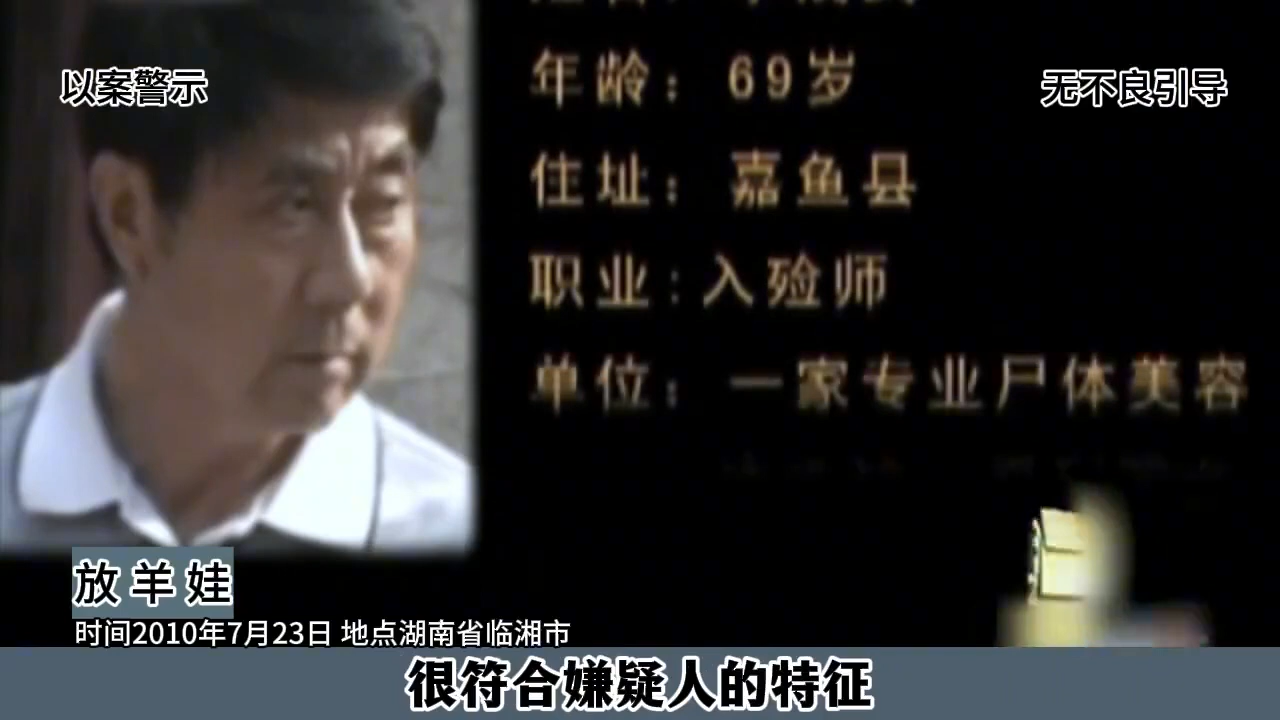 以案警示
无不良引导
年龄：69岁
住址：嘉鱼县
职业：入殓师
单位：一家专业尸体美容
放羊娃
时间2010年7月23日 地点湖南省临湘市
很符合嫌疑人的特征